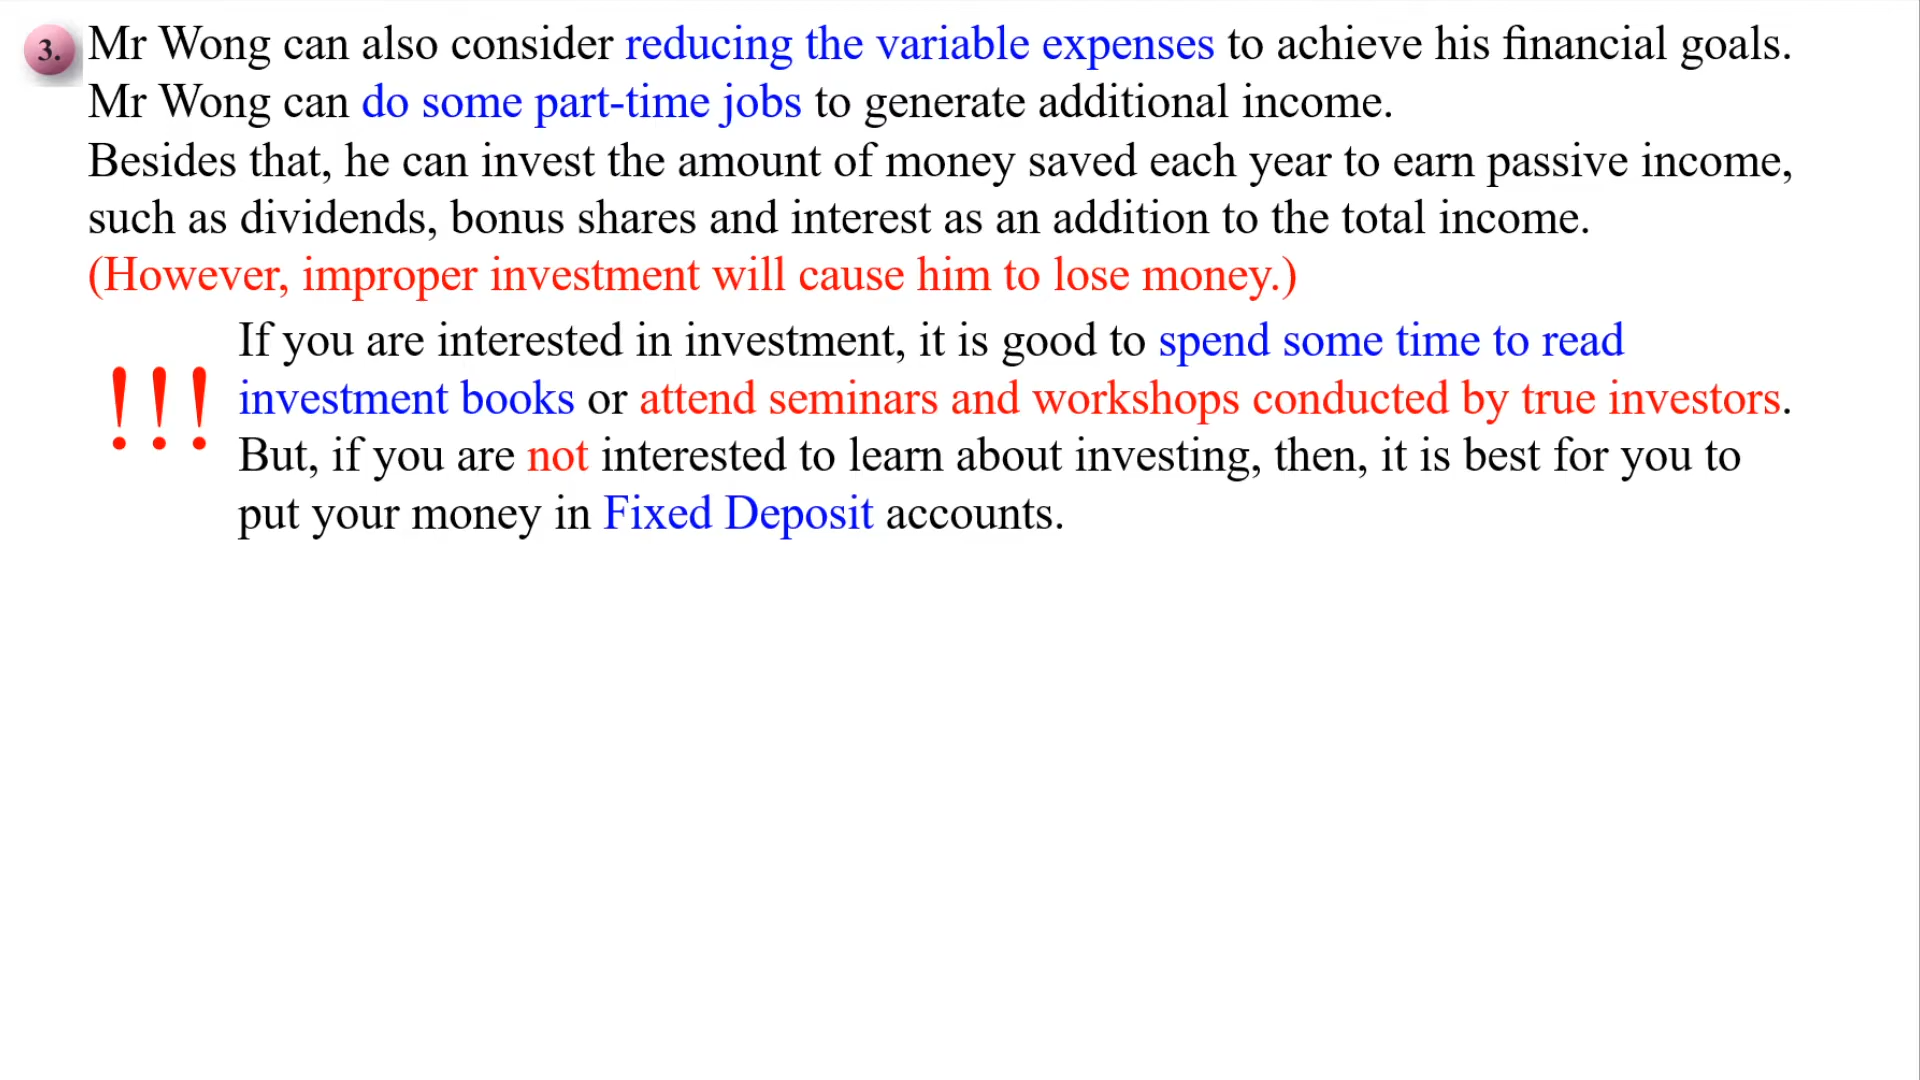 3. Mr Wong can also consider reducing the variable expenses to achieve his financial goals.
Mr Wong can do some part-time jobs to generate additional income.
Besides that, he can invest the amount of money saved each year to earn passive income,
such as dividends, bonus shares and interest as an addition to the total income.
(However, improper investment will cause him to lose money.)
If you are interested in investment, it is good to spend some time to read
!!! investment books or attend seminars and workshops conducted by true investors.
But, if you are not interested to learn about investing, then, it is best for you to
put your money in Fixed Deposit accounts.